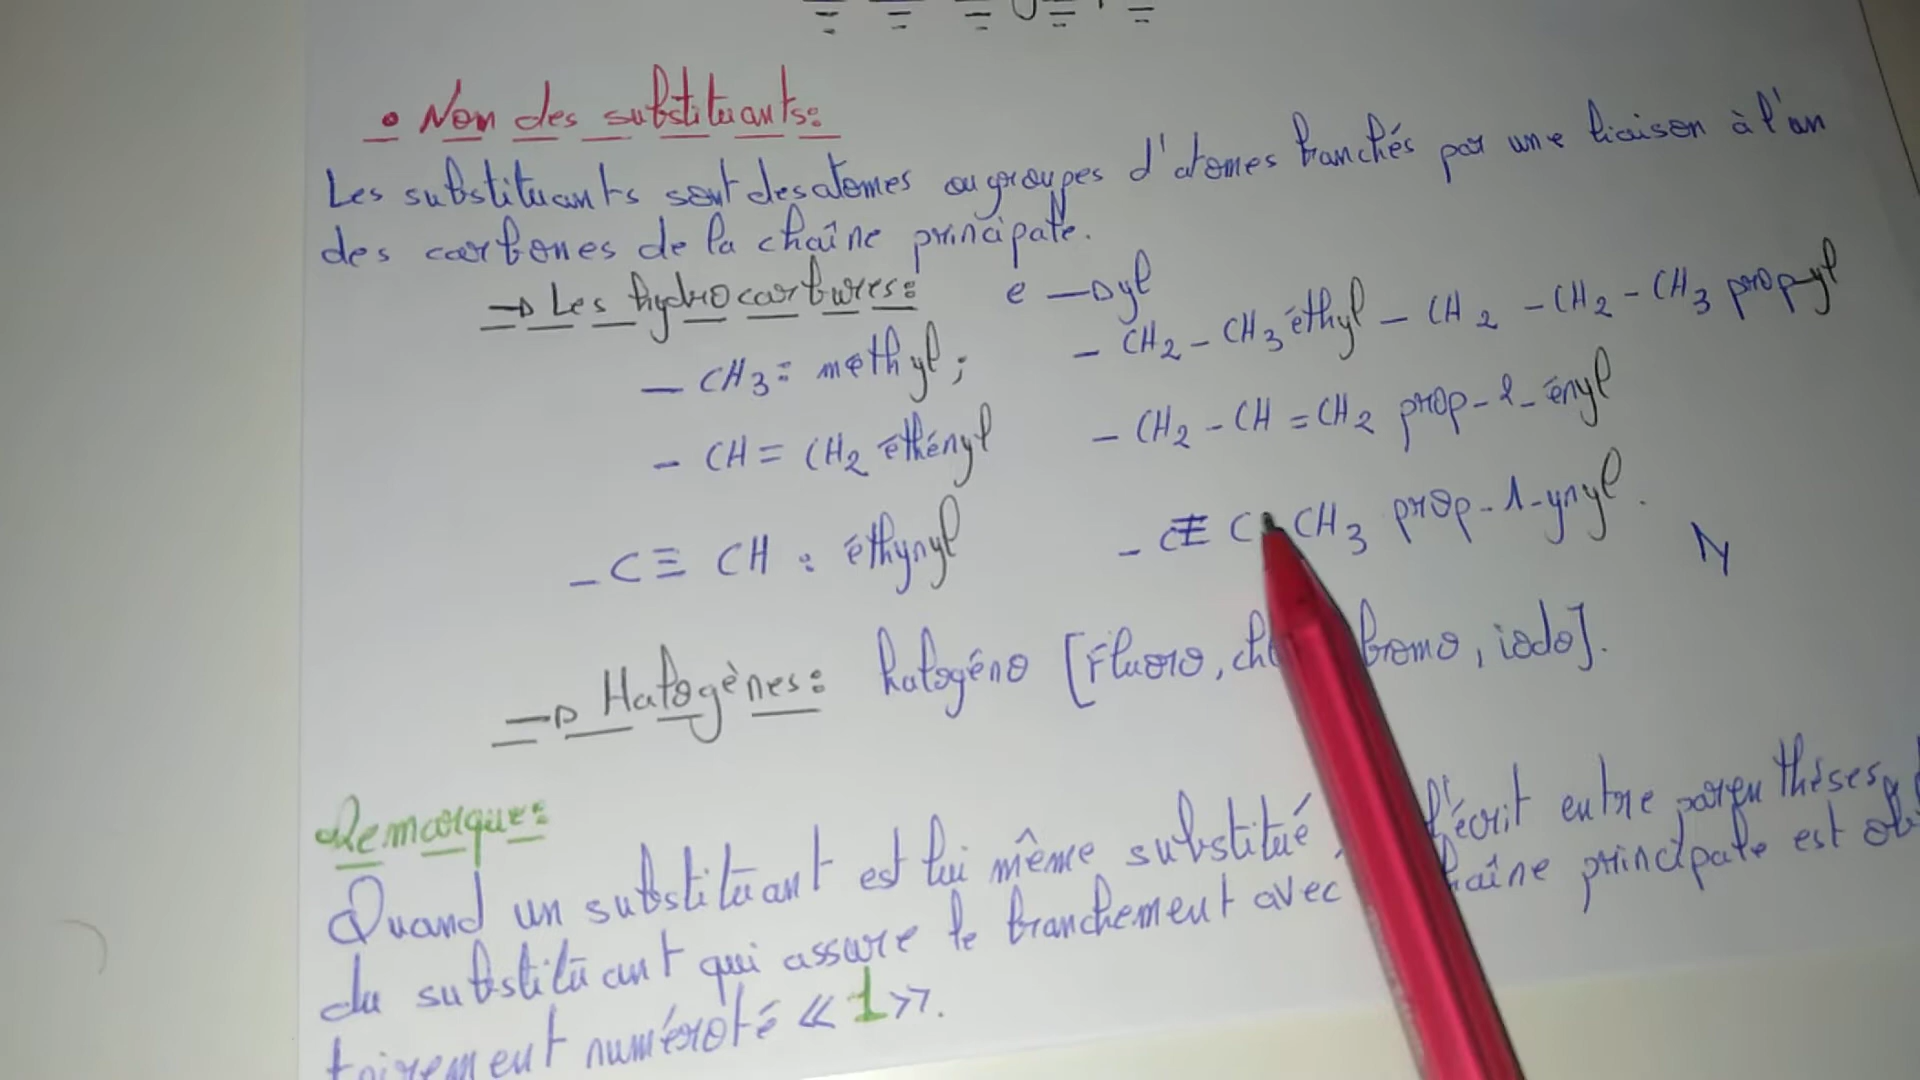 • Nom des substituants:
Les substituants sont des atomes ou groupes d'atomes branchés par une liaison à l'un
des carbones de la chaîne principale.
→ Les hydrocarbures: e → yl
— CH3: méthyl; — CH2 - CH3 éthyl — CH2 - CH2 - CH3 propyl
- CH = CH2 éthényl - CH2 - CH = CH2 prop-2-ényl
- C ≡ CH : éthynyl - C ≡ C CH3 prop-1-ynyl.
→ Halogènes: halogéno [Fluoro, bromo, iodo].
Remarque:
Quand un substituant est lui même substitué l'écrit entre parenthèses,
du substituant qui assure le branchement avec chaîne principale est
toirement numéroté «1».